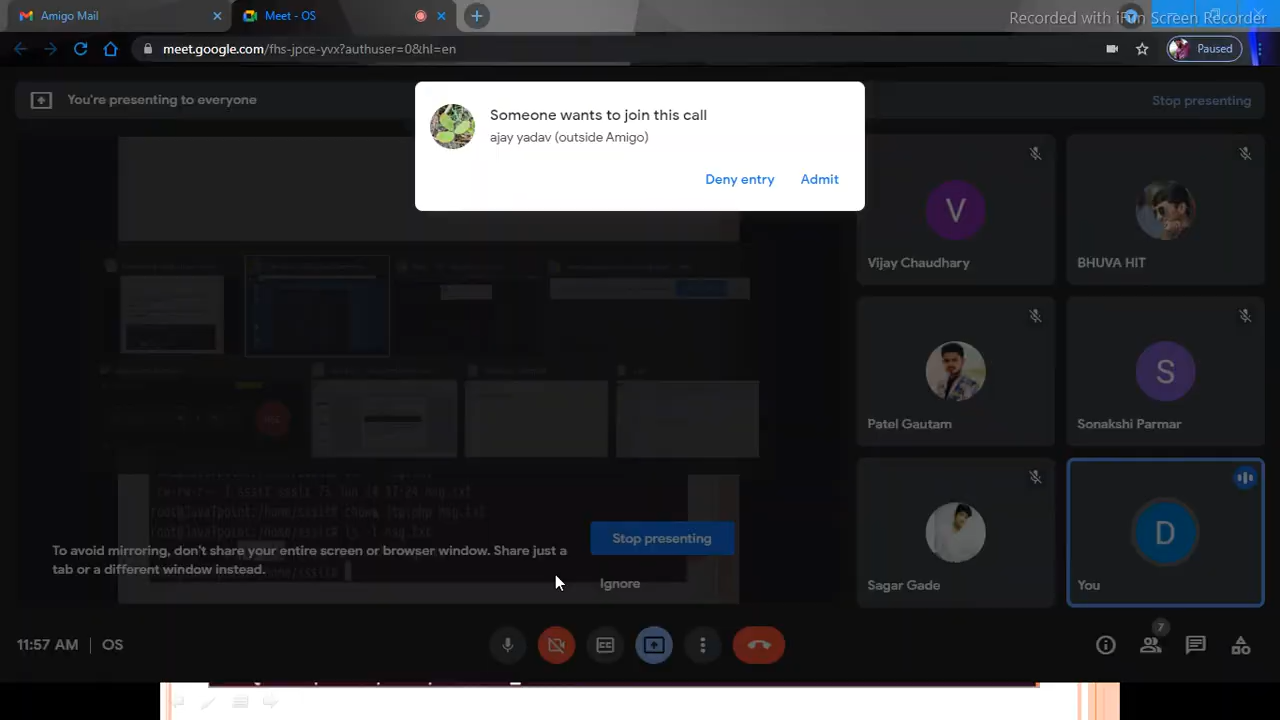 Amigo Mail
Meet - OS
Recorded with iFun Screen Recorder
meet.google.com/fhs-jpce-yvx?authuser=0&hl=en
Paused
You're presenting to everyone
Stop presenting
Someone wants to join this call
ajay yadav (outside Amigo)
Deny entry
Admit
Vijay Chaudhary
BHUVA HIT
Patel Gautam
Sonakshi Parmar
Sagar Gade
You
V
S
D
Stop presenting
To avoid mirroring, don't share your entire screen or browser window. Share just a
tab or a different window instead.
Ignore
11:57 AM | OS
7